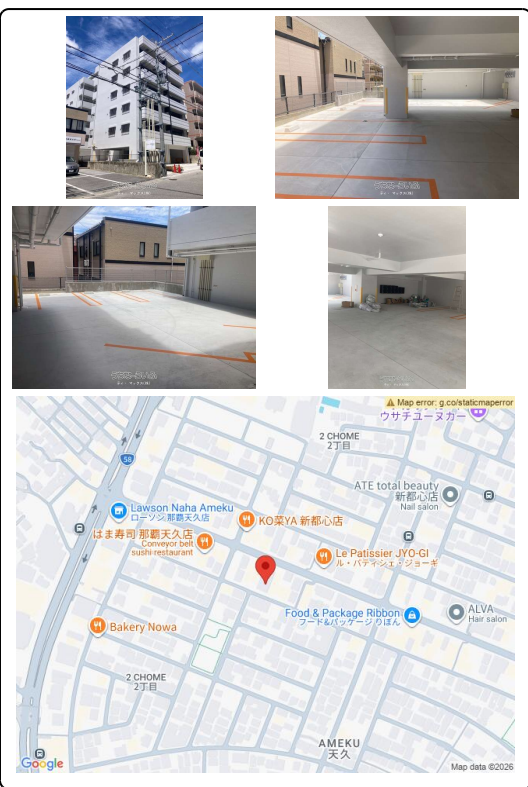 Map error: g.co/staticmaperror
ウサチユーヌカー
2 CHOME
2丁目
58
ATE total beauty
新都心店
Nail salon
Lawson Naha Ameku
ローソン 那覇天久店
KO菜YA 新都心店
はま寿司 那覇天久店
Conveyor belt
sushi restaurant
Le Patissier JYO-GI
ル・パティシェ・ジョーギ
Food & Package Ribbon
フード&パッケージ りぼん
ALVA
Hair salon
Bakery Nowa
2 CHOME
2丁目
AMEKU
天久
Google
Map data ©2026